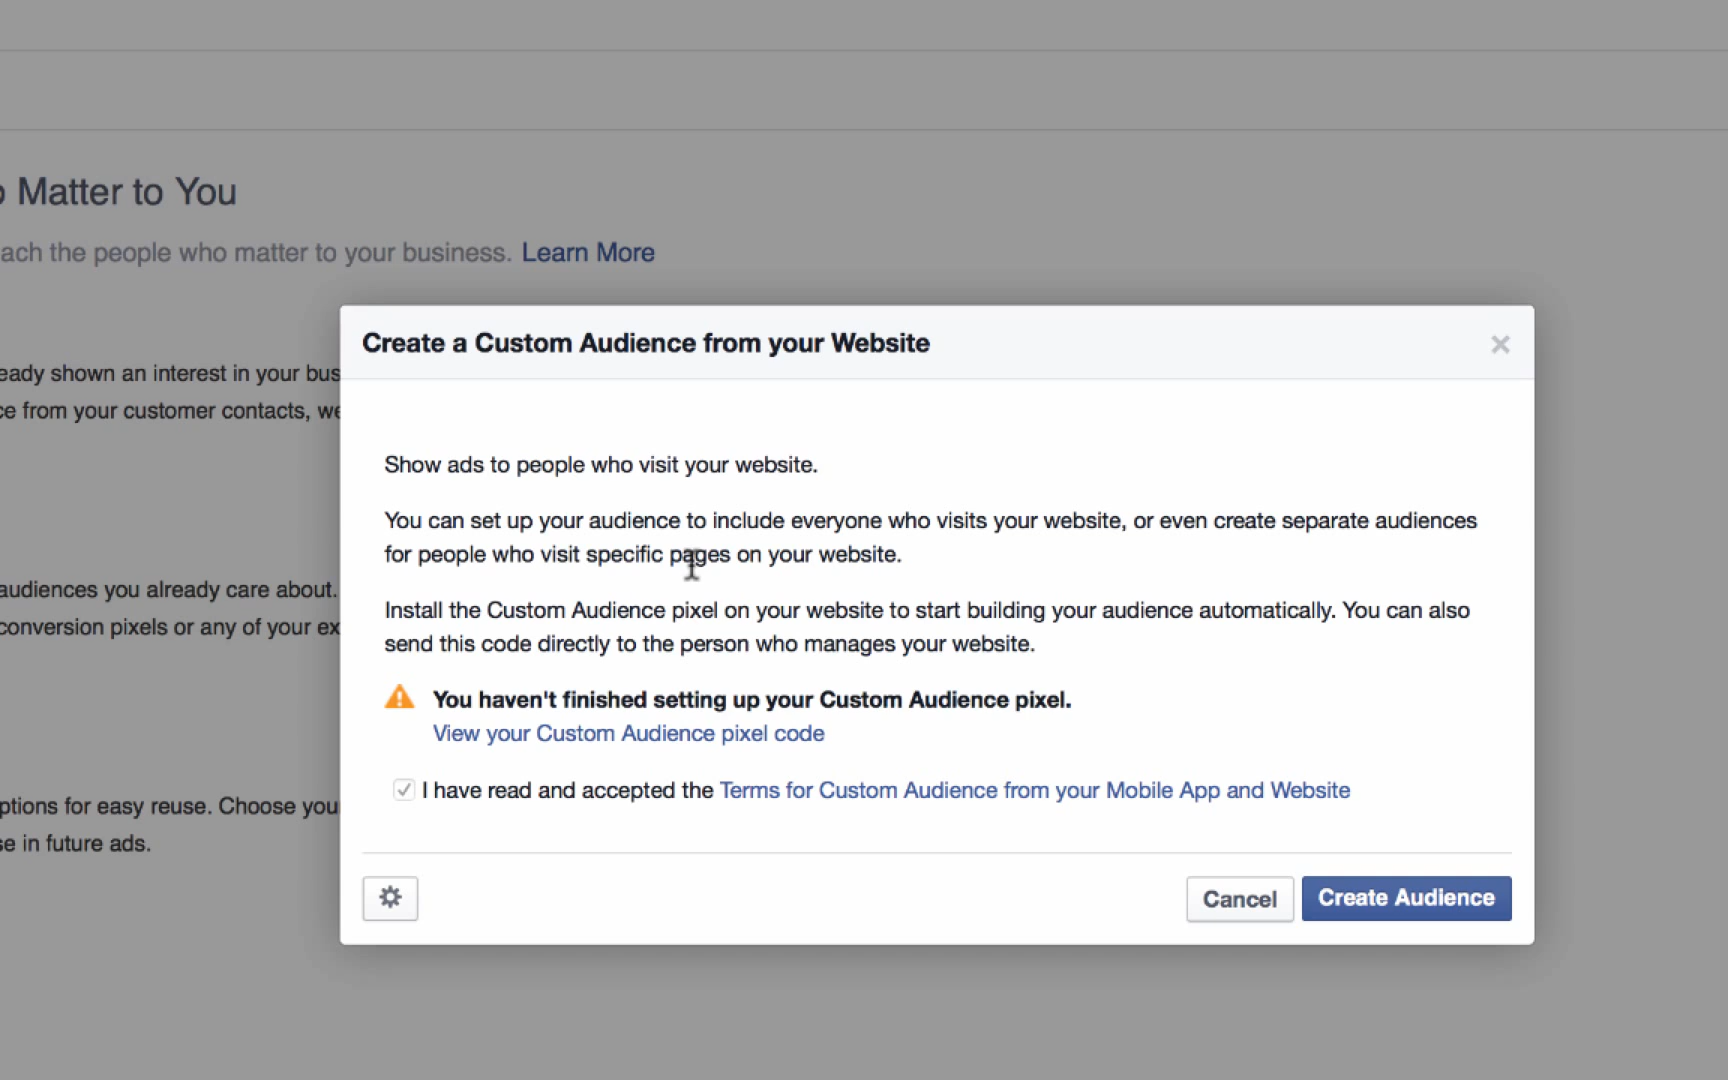 Matter to You
ach the people who matter to your business. Learn More
Create a Custom Audience from your Website
eady shown an interest in your bus
ce from your customer contacts, we
Show ads to people who visit your website.
You can set up your audience to include everyone who visits your website, or even create separate audiences
for people who visit specific pages on your website.
audiences you already care about.
conversion pixels or any of your ex
Install the Custom Audience pixel on your website to start building your audience automatically. You can also
send this code directly to the person who manages your website.
You haven't finished setting up your Custom Audience pixel.
View your Custom Audience pixel code
I have read and accepted the Terms for Custom Audience from your Mobile App and Website
ptions for easy reuse. Choose you
se in future ads.
Cancel
Create Audience